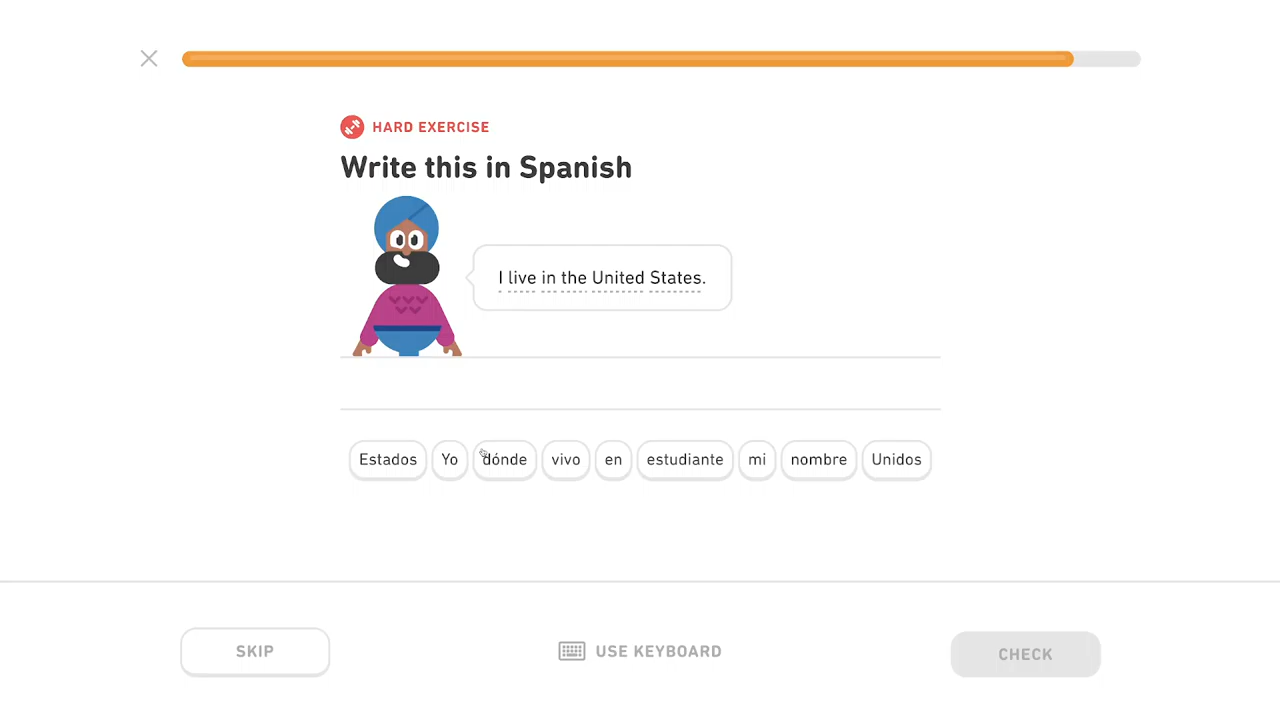 HARD EXERCISE
Write this in Spanish
I live in the United States.
Estados Yo dónde vivo en estudiante mi nombre Unidos
SKIP USE KEYBOARD CHECK